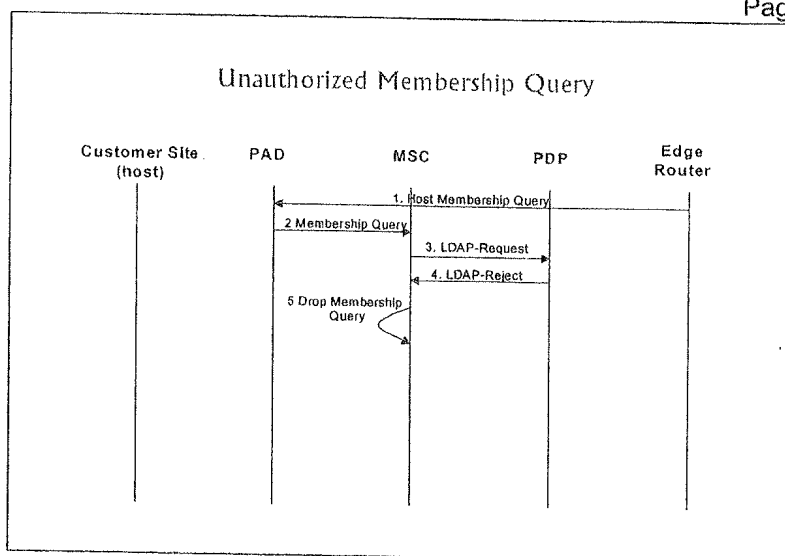 Pag
Unauthorized Membership Query
Customer Site
(host)
PAD
MSC
PDP
Edge
Router
1. Host Membership Query
2 Membership Query
3. LDAP-Request
4. LDAP-Reject
5 Drop Membership
Query